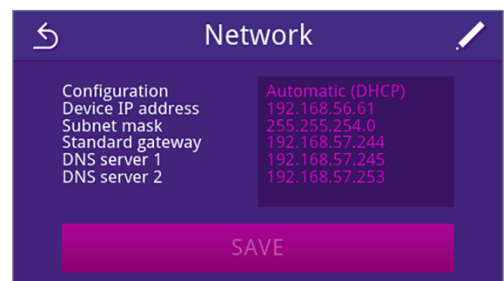 Network
Configuration Automatic (DHCP)
Device IP address 192.168.56.61
Subnet mask 255.255.254.0
Standard gateway 192.168.57.244
DNS server 1 192.168.57.245
DNS server 2 192.168.57.253
SAVE